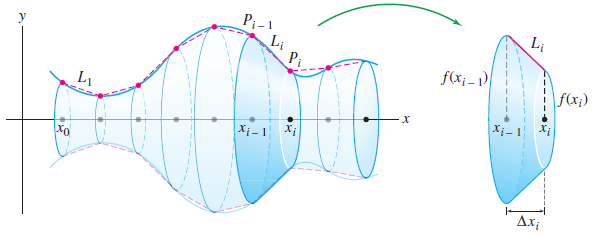 y
P_{i-1}
L_i
P_i
L_1
x_0
x_{i-1}
x_i
x
L_i
f(x_{i-1})
f(x_i)
x_{i-1}
x_i
Δx_i